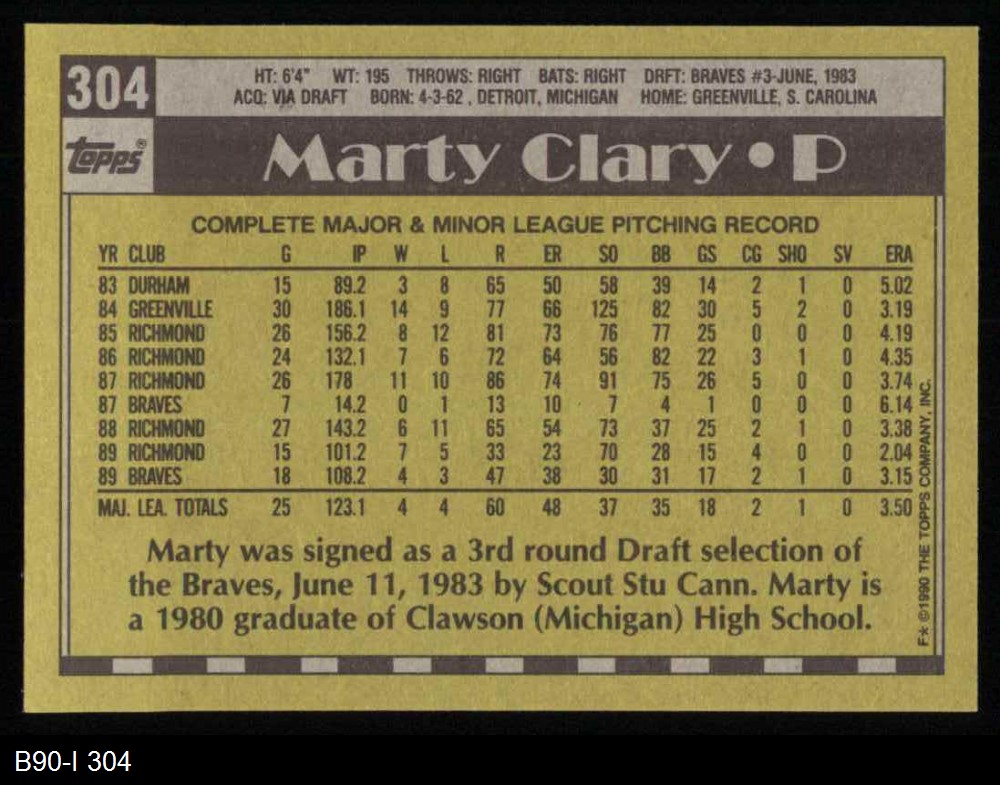 304
HT: 6'4" WT: 195 THROWS: RIGHT BATS: RIGHT DRFT: BRAVES #3-JUNE, 1983
ACQ: VIA DRAFT BORN: 4-3-62 , DETROIT, MICHIGAN HOME: GREENVILLE, S. CAROLINA
topps®
Marty Clary • P
COMPLETE MAJOR & MINOR LEAGUE PITCHING RECORD
YR CLUB G IP W L R ER SO BB GS CG SHO SV ERA
83 DURHAM 15 89.2 3 8 65 50 58 39 14 2 1 0 5.02
84 GREENVILLE 30 186.1 14 9 77 66 125 82 30 5 2 0 3.19
85 RICHMOND 26 156.2 8 12 81 73 76 77 25 0 0 0 4.19
86 RICHMOND 24 132.1 7 6 72 64 56 82 22 3 1 0 4.35
87 RICHMOND 26 178 11 10 86 74 91 75 26 5 0 0 3.74
87 BRAVES 7 14.2 0 1 13 10 7 4 1 0 0 0 6.14
88 RICHMOND 27 143.2 6 11 65 54 73 37 25 2 1 0 3.38
89 RICHMOND 15 101.2 7 5 33 23 70 28 15 4 0 0 2.04
89 BRAVES 18 108.2 4 3 47 38 30 31 17 2 1 0 3.15
MAJ. LEA. TOTALS 25 123.1 4 4 60 48 37 35 18 2 1 0 3.50
Marty was signed as a 3rd round Draft selection of
the Braves, June 11, 1983 by Scout Stu Cann. Marty is
a 1980 graduate of Clawson (Michigan) High School.
F* ©1990 THE TOPPS COMPANY, INC.
B90-I 304